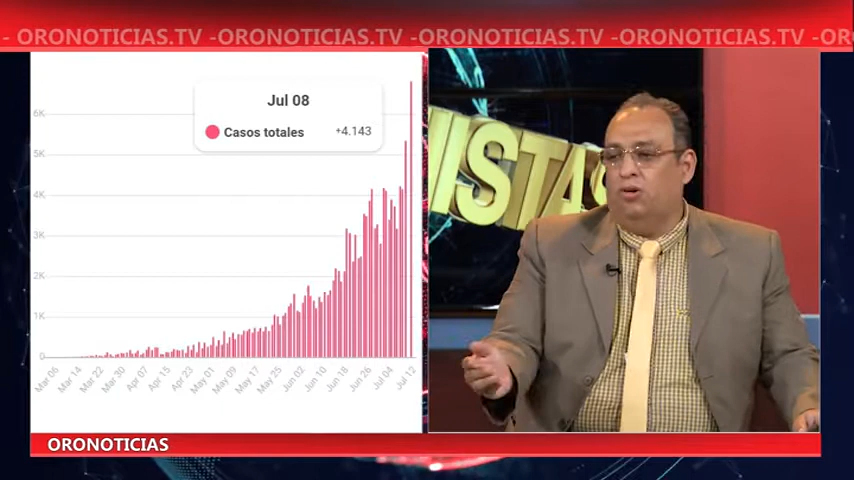 - ORONOTICIAS.TV -ORONOTICIAS.TV -ORONOTICIAS.TV -ORONOTICIAS.TV -OR
Jul 08
Casos totales +4.143
6K
5K
4K
3K
2K
1K
0
Mar 06 Mar 14 Mar 22 Mar 30 Apr 07 Apr 15 Apr 23 May 01 May 09 May 17 May 25 Jun 02 Jun 10 Jun 18 Jun 26 Jul 04 Jul 12
ISTAS
ORONOTICIAS